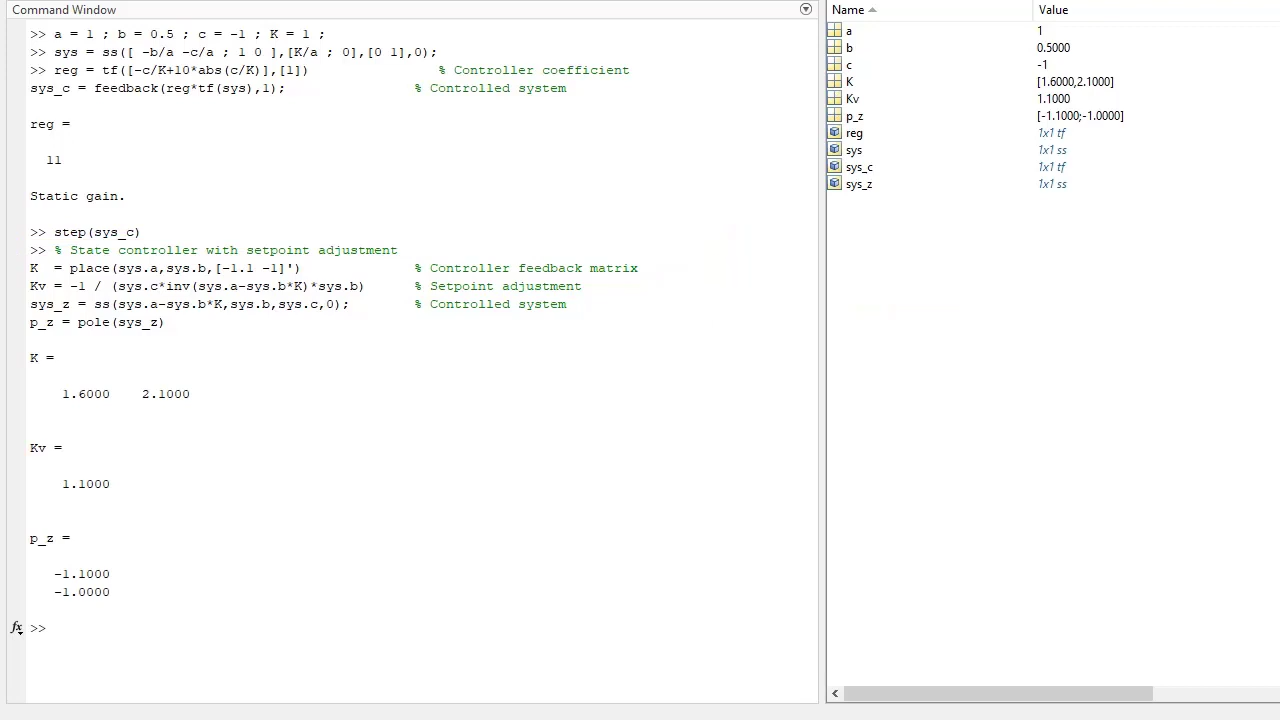 Command Window
>> a = 1 ; b = 0.5 ; c = -1 ; K = 1 ;
>> sys = ss([ -b/a -c/a ; 1 0 ],[K/a ; 0],[0 1],0);
>> reg = tf([-c/K+10*abs(c/K)],[1]) % Controller coefficient
sys_c = feedback(reg*tf(sys),1); % Controlled system
reg =
11
Static gain.
>> step(sys_c)
>> % State controller with setpoint adjustment
K = place(sys.a,sys.b,[-1.1 -1]') % Controller feedback matrix
Kv = -1 / (sys.c*inv(sys.a-sys.b*K)*sys.b) % Setpoint adjustment
sys_z = ss(sys.a-sys.b*K,sys.b,sys.c,0); % Controlled system
p_z = pole(sys_z)
K =
1.6000 2.1000
Kv =
1.1000
p_z =
-1.1000
-1.0000
fx >>
Name Value
a 1
b 0.5000
c -1
K [1.6000,2.1000]
Kv 1.1000
p_z [-1.1000;-1.0000]
reg 1x1 tf
sys 1x1 ss
sys_c 1x1 tf
sys_z 1x1 ss